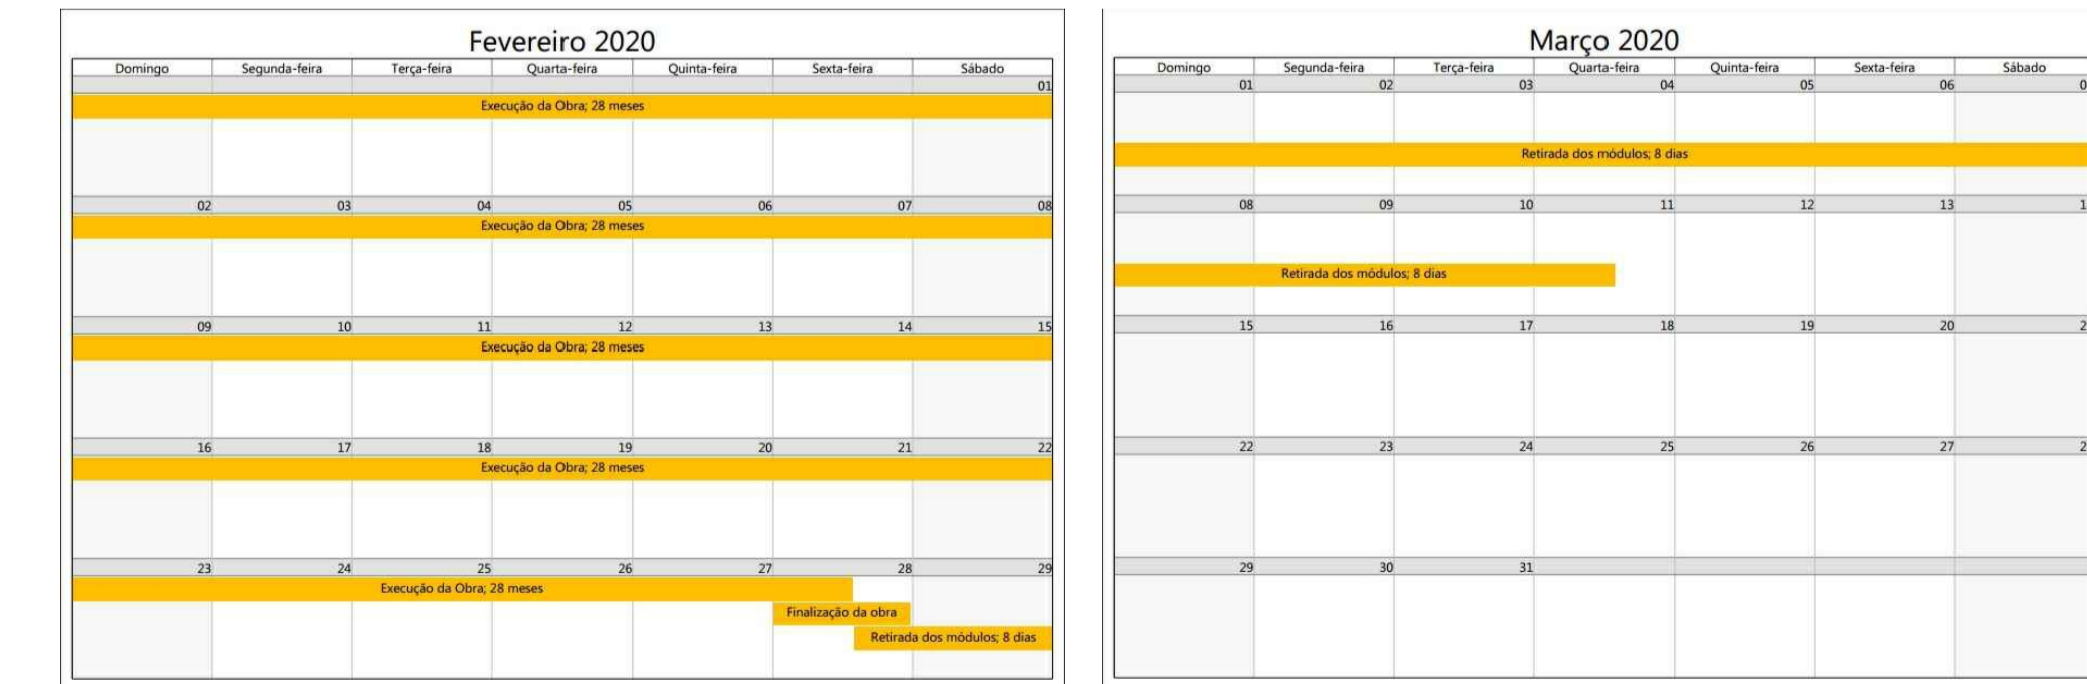 Fevereiro 2020
Domingo Segunda-feira Terça-feira Quarta-feira Quinta-feira Sexta-feira Sábado
01
Execução da Obra; 28 meses
02 03 04 05 06 07 08
Execução da Obra; 28 meses
09 10 11 12 13 14 15
Execução da Obra; 28 meses
16 17 18 19 20 21 22
Execução da Obra; 28 meses
23 24 25 26 27 28 29
Execução da Obra; 28 meses
Finalização da obra
Retirada dos módulos; 8 dias
Março 2020
Domingo Segunda-feira Terça-feira Quarta-feira Quinta-feira Sexta-feira Sábado
01 02 03 04 05 06
Retirada dos módulos; 8 dias
08 09 10 11 12 13
Retirada dos módulos; 8 dias
15 16 17 18 19 20
22 23 24 25 26 27
29 30 31